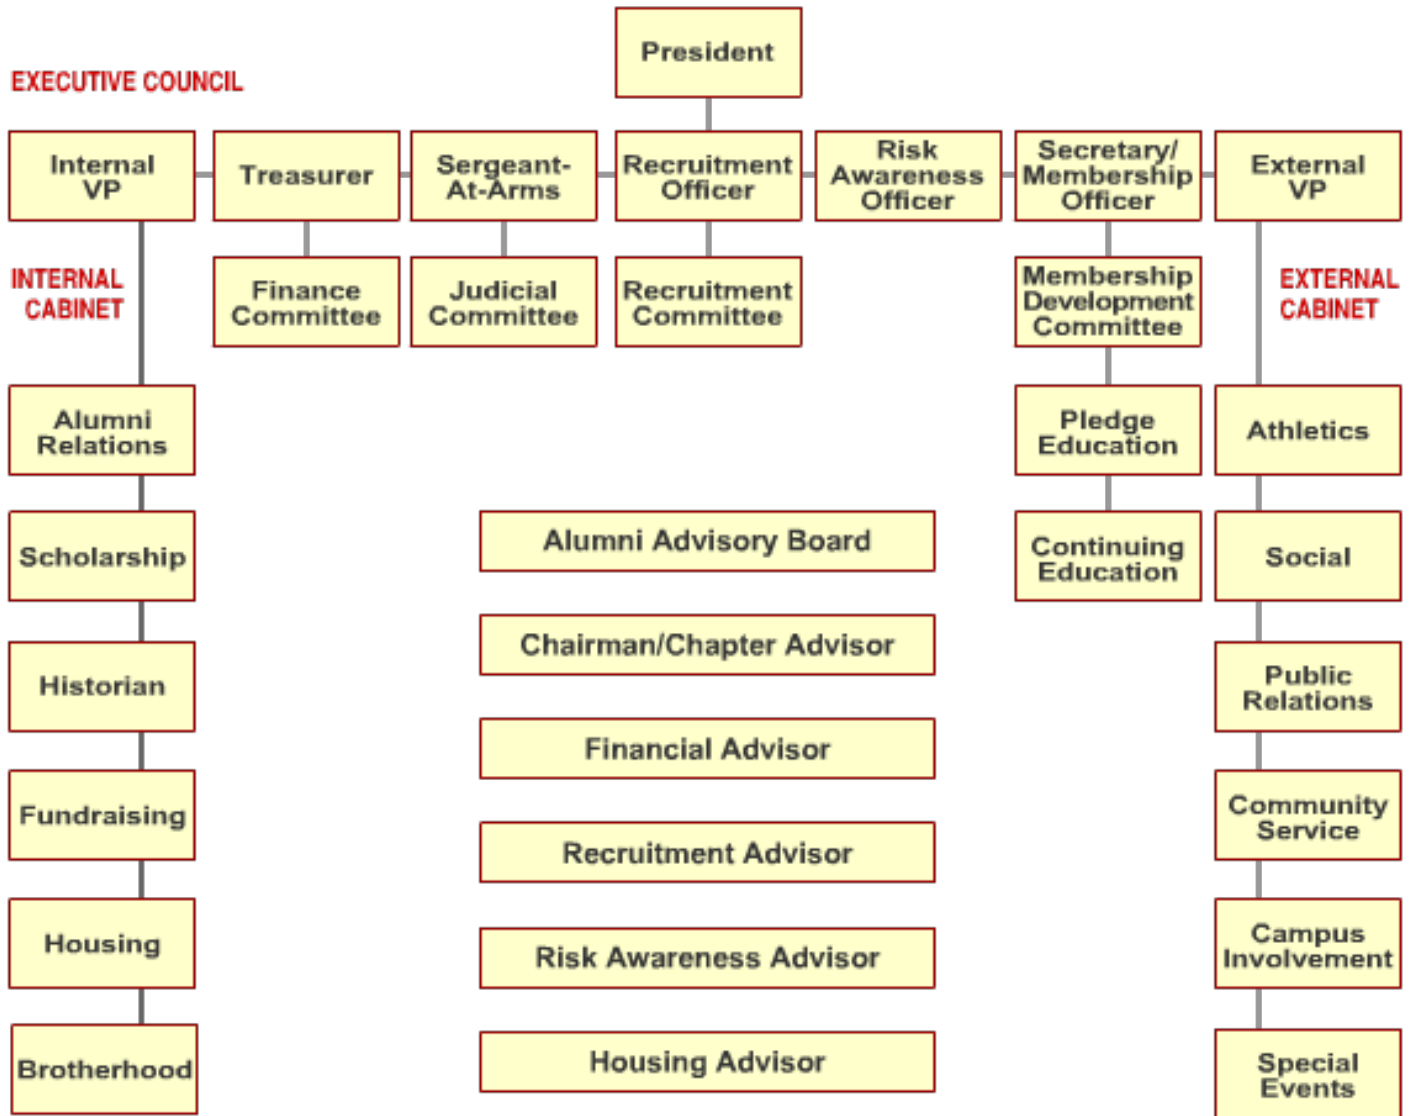 President
EXECUTIVE COUNCIL
Internal
VP
Treasurer
Sergeant-
At-Arms
Recruitment
Officer
Risk
Awareness
Officer
Secretary/
Membership
Officer
External
VP
INTERNAL
CABINET
Finance
Committee
Judicial
Committee
Recruitment
Committee
Membership
Development
Committee
EXTERNAL
CABINET
Alumni
Relations
Pledge
Education
Athletics
Scholarship
Alumni Advisory Board
Continuing
Education
Social
Historian
Chairman/Chapter Advisor
Public
Relations
Fundraising
Financial Advisor
Community
Service
Recruitment Advisor
Housing
Risk Awareness Advisor
Campus
Involvement
Brotherhood
Housing Advisor
Special
Events